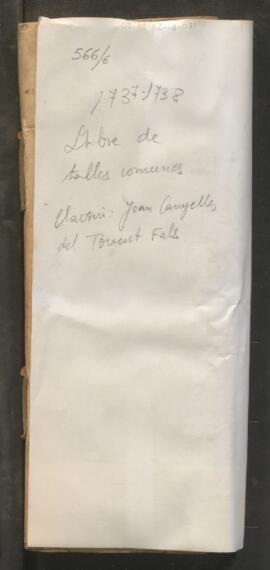 566/6
1737-1738
Llibre de
talles comunes
Clavari: Joan Canyelles
del Torrent Fals